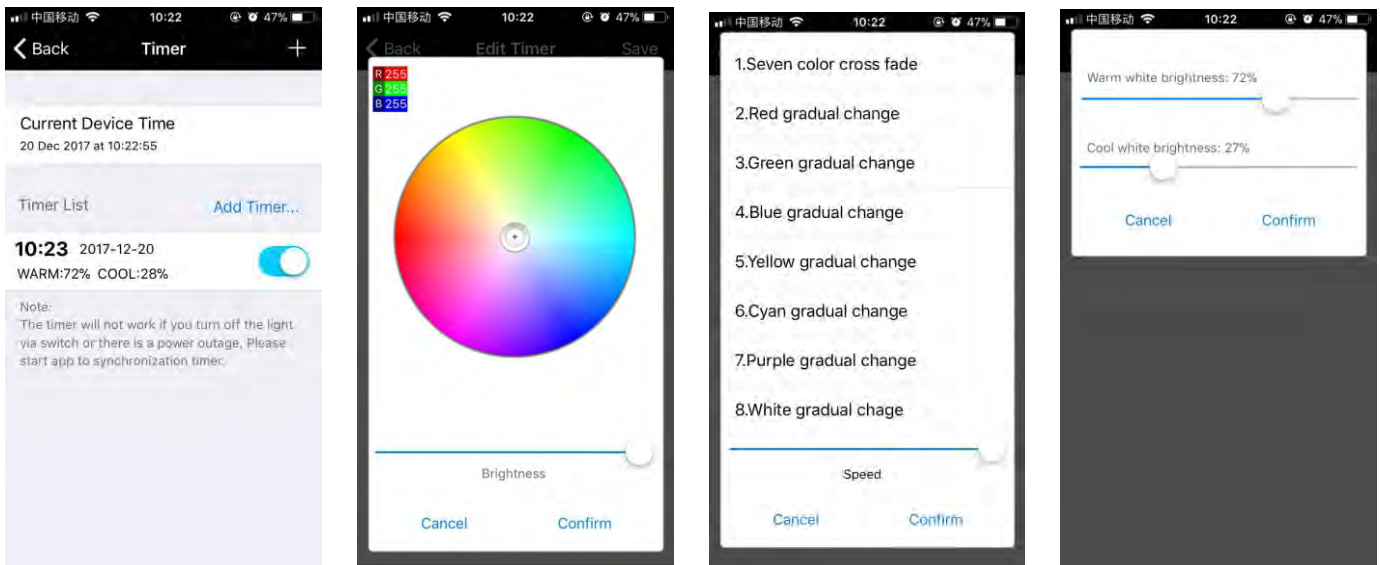 中国移动 10:22 47%
Back Timer +
Current Device Time
20 Dec 2017 at 10:22:55
Timer List Add Timer...
10:23 2017-12-20
WARM:72% COOL:28%
Note:
The timer will not work if you turn off the light
via switch or there is a power outage, Please
start app to synchronization timer.
中国移动 10:22 47%
Back Edit Timer Save
R 255
G 255
B 255
Brightness
Cancel Confirm
中国移动 10:22 47%
1.Seven color cross fade
2.Red gradual change
3.Green gradual change
4.Blue gradual change
5.Yellow gradual change
6.Cyan gradual change
7.Purple gradual change
8.White gradual chage
Speed
Cancel Confirm
中国移动 10:22 47%
Warm white brightness: 72%
Cool white brightness: 27%
Cancel Confirm